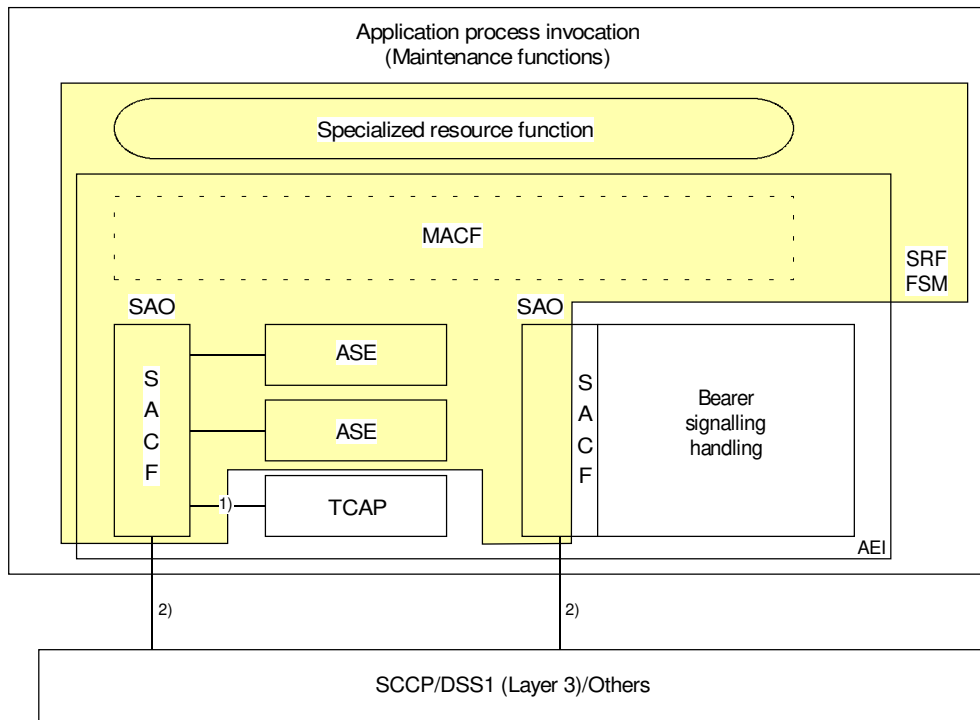 Application process invocation
(Maintenance functions)
Specialized resource function
MACF
SRF
FSM
SAO
SAO
S
A
C
F
ASE
ASE
1)
TCAP
S
A
C
F
Bearer
signalling
handling
AEI
2)
2)
SCCP/DSS1 (Layer 3)/Others